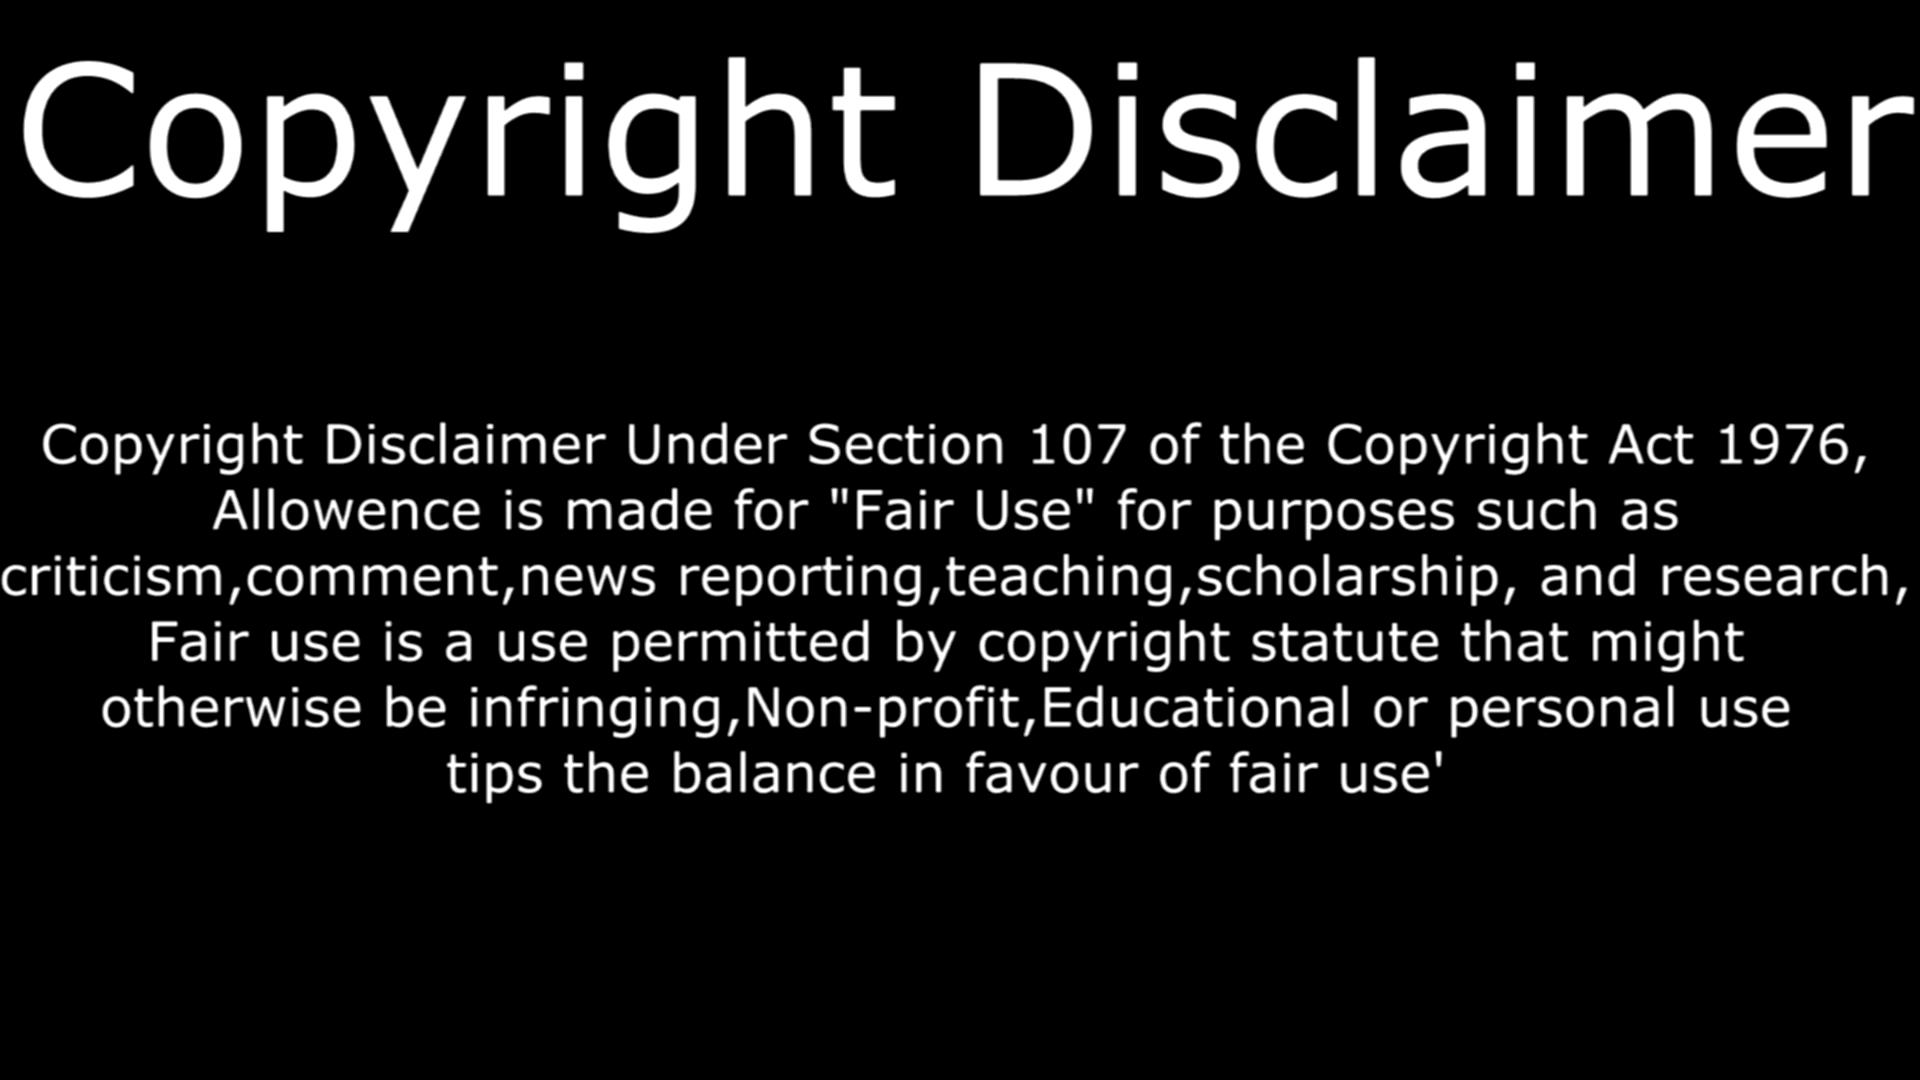 Copyright Disclaimer
Copyright Disclaimer Under Section 107 of the Copyright Act 1976,
Allowence is made for "Fair Use" for purposes such as
criticism,comment,news reporting,teaching,scholarship, and research,
Fair use is a use permitted by copyright statute that might
otherwise be infringing,Non-profit,Educational or personal use
tips the balance in favour of fair use'